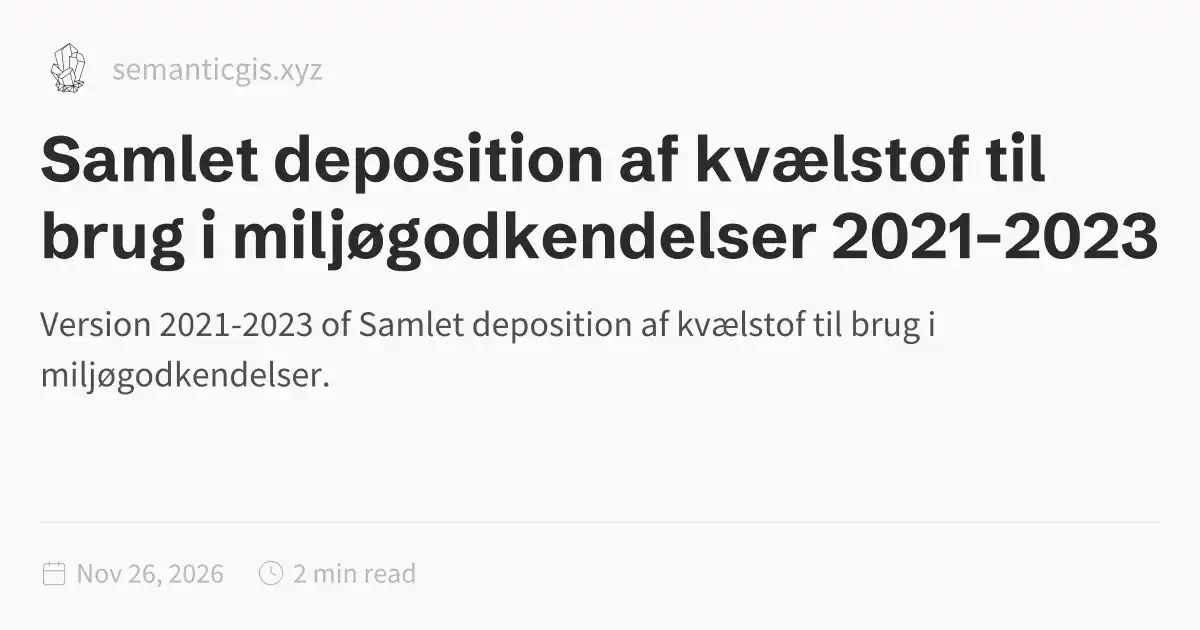 semanticgis.xyz
Samlet deposition af kvælstof til
brug i miljøgodkendelser 2021-2023
Version 2021-2023 of Samlet deposition af kvælstof til brug i
miljøgodkendelser.
Nov 26, 2026 2 min read